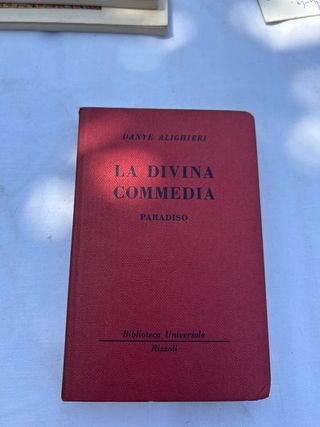 DANTE ALIGHIERI
LA DIVINA
COMMEDIA
PARADISO
Biblioteca Universale
Rizzoli